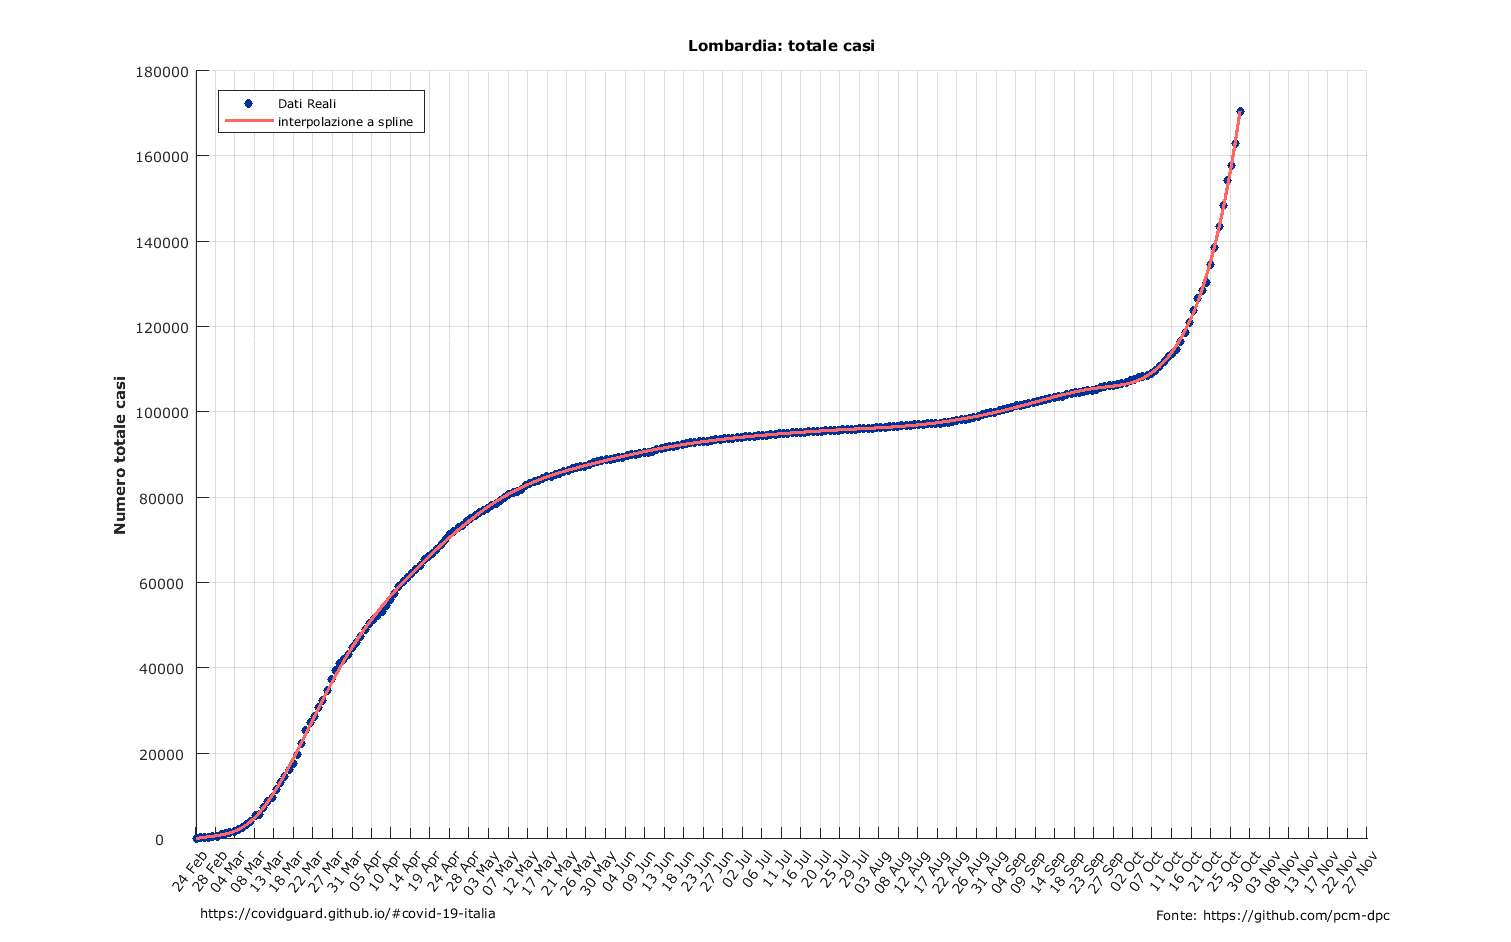 Lombardia: totale casi
180000
160000
140000
120000
100000
80000
60000
40000
20000
0
Numero totale casi
Dati Reali
interpolazione a spline
24 Feb
28 Feb
04 Mar
08 Mar
13 Mar
18 Mar
22 Mar
27 Mar
31 Mar
05 Apr
10 Apr
14 Apr
19 Apr
24 Apr
28 Apr
03 May
07 May
12 May
17 May
21 May
26 May
30 May
04 Jun
09 Jun
13 Jun
18 Jun
23 Jun
27 Jun
02 Jul
06 Jul
11 Jul
16 Jul
20 Jul
25 Jul
29 Jul
03 Aug
08 Aug
12 Aug
17 Aug
22 Aug
26 Aug
31 Aug
04 Sep
09 Sep
14 Sep
18 Sep
23 Sep
27 Sep
02 Oct
07 Oct
11 Oct
16 Oct
21 Oct
25 Oct
30 Oct
03 Nov
08 Nov
13 Nov
17 Nov
22 Nov
27 Nov
https://covidguard.github.io/#covid-19-italia
Fonte: https://github.com/pcm-dpc